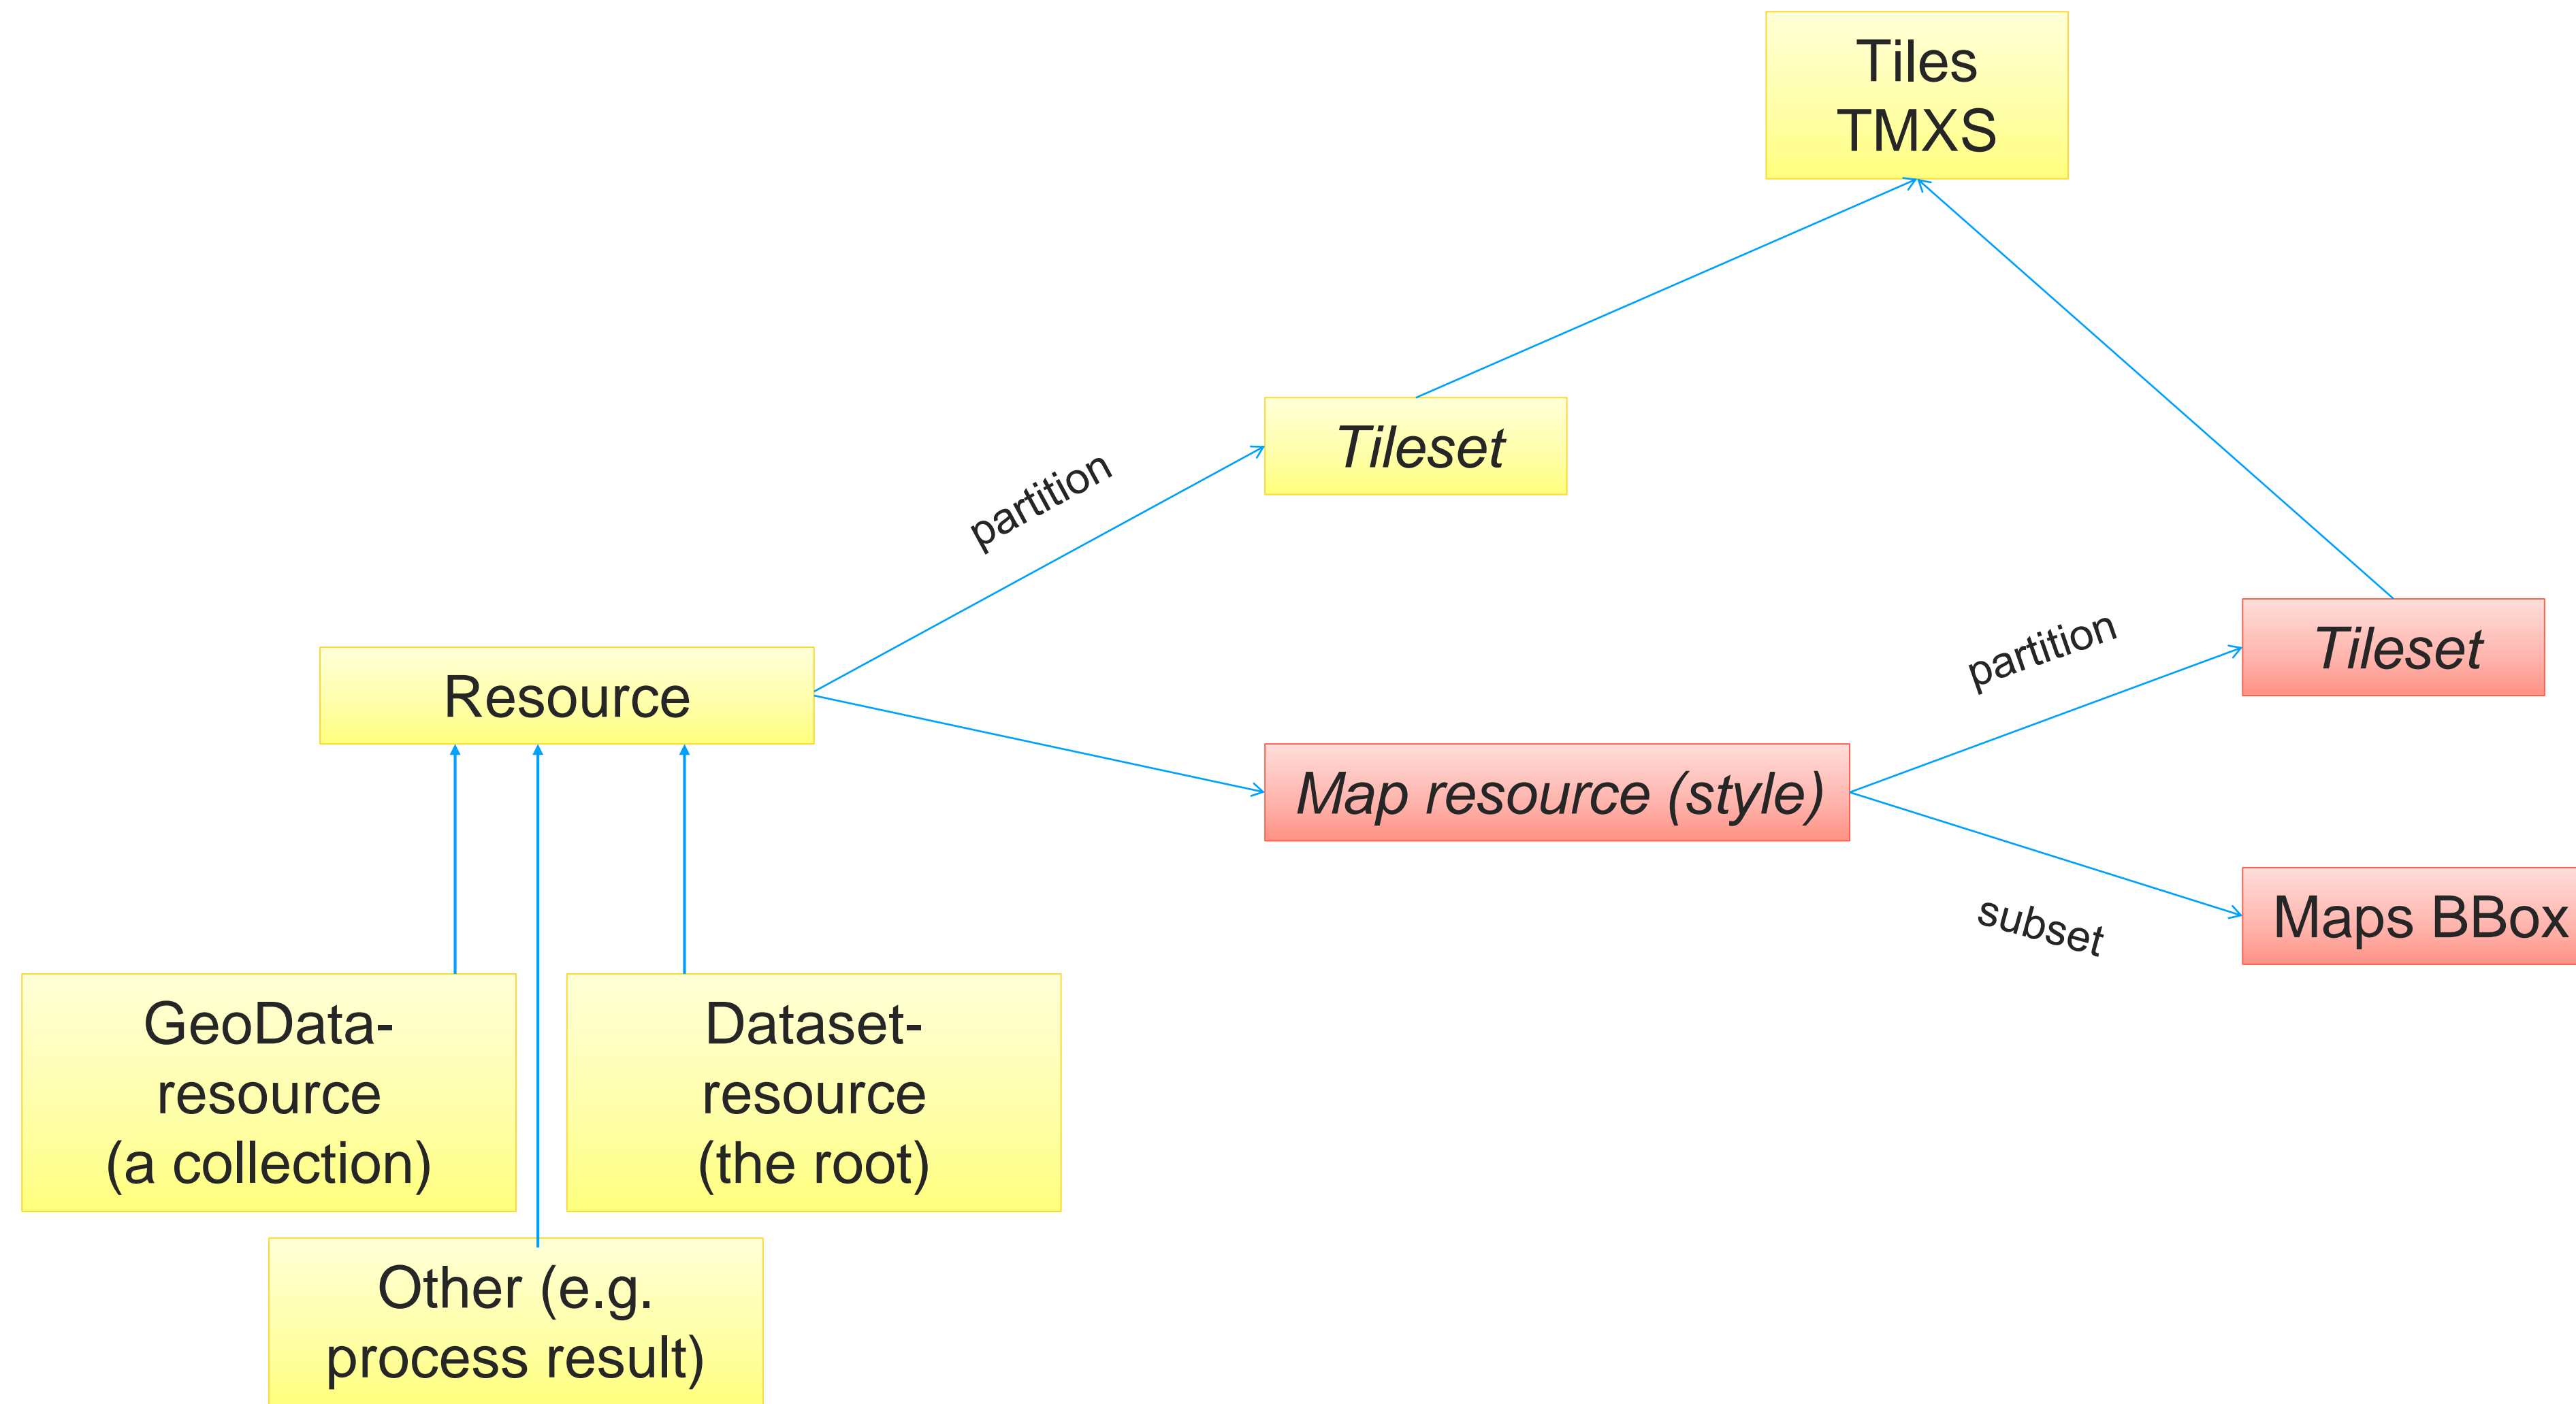 Tiles
TMXS
Tileset
partition
partition
Tileset
Resource
Map resource (style)
Maps BBox
subset
GeoData-
resource
(a collection)
Dataset-
resource
(the root)
Other (e.g.
process result)